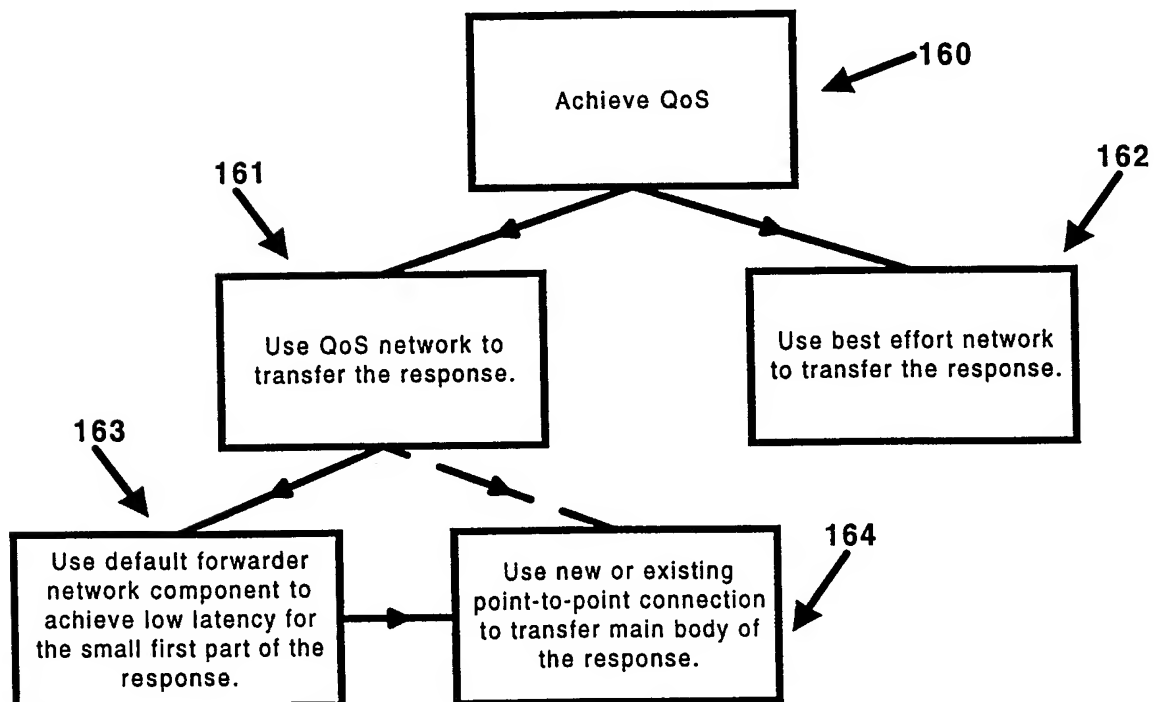 160
Achieve QoS
161
162
Use QoS network to
transfer the response.
Use best effort network
to transfer the response.
163
164
Use default forwarder
network component to
achieve low latency for
the small first part of the
response.
Use new or existing
point-to-point connection
to transfer main body of
the response.